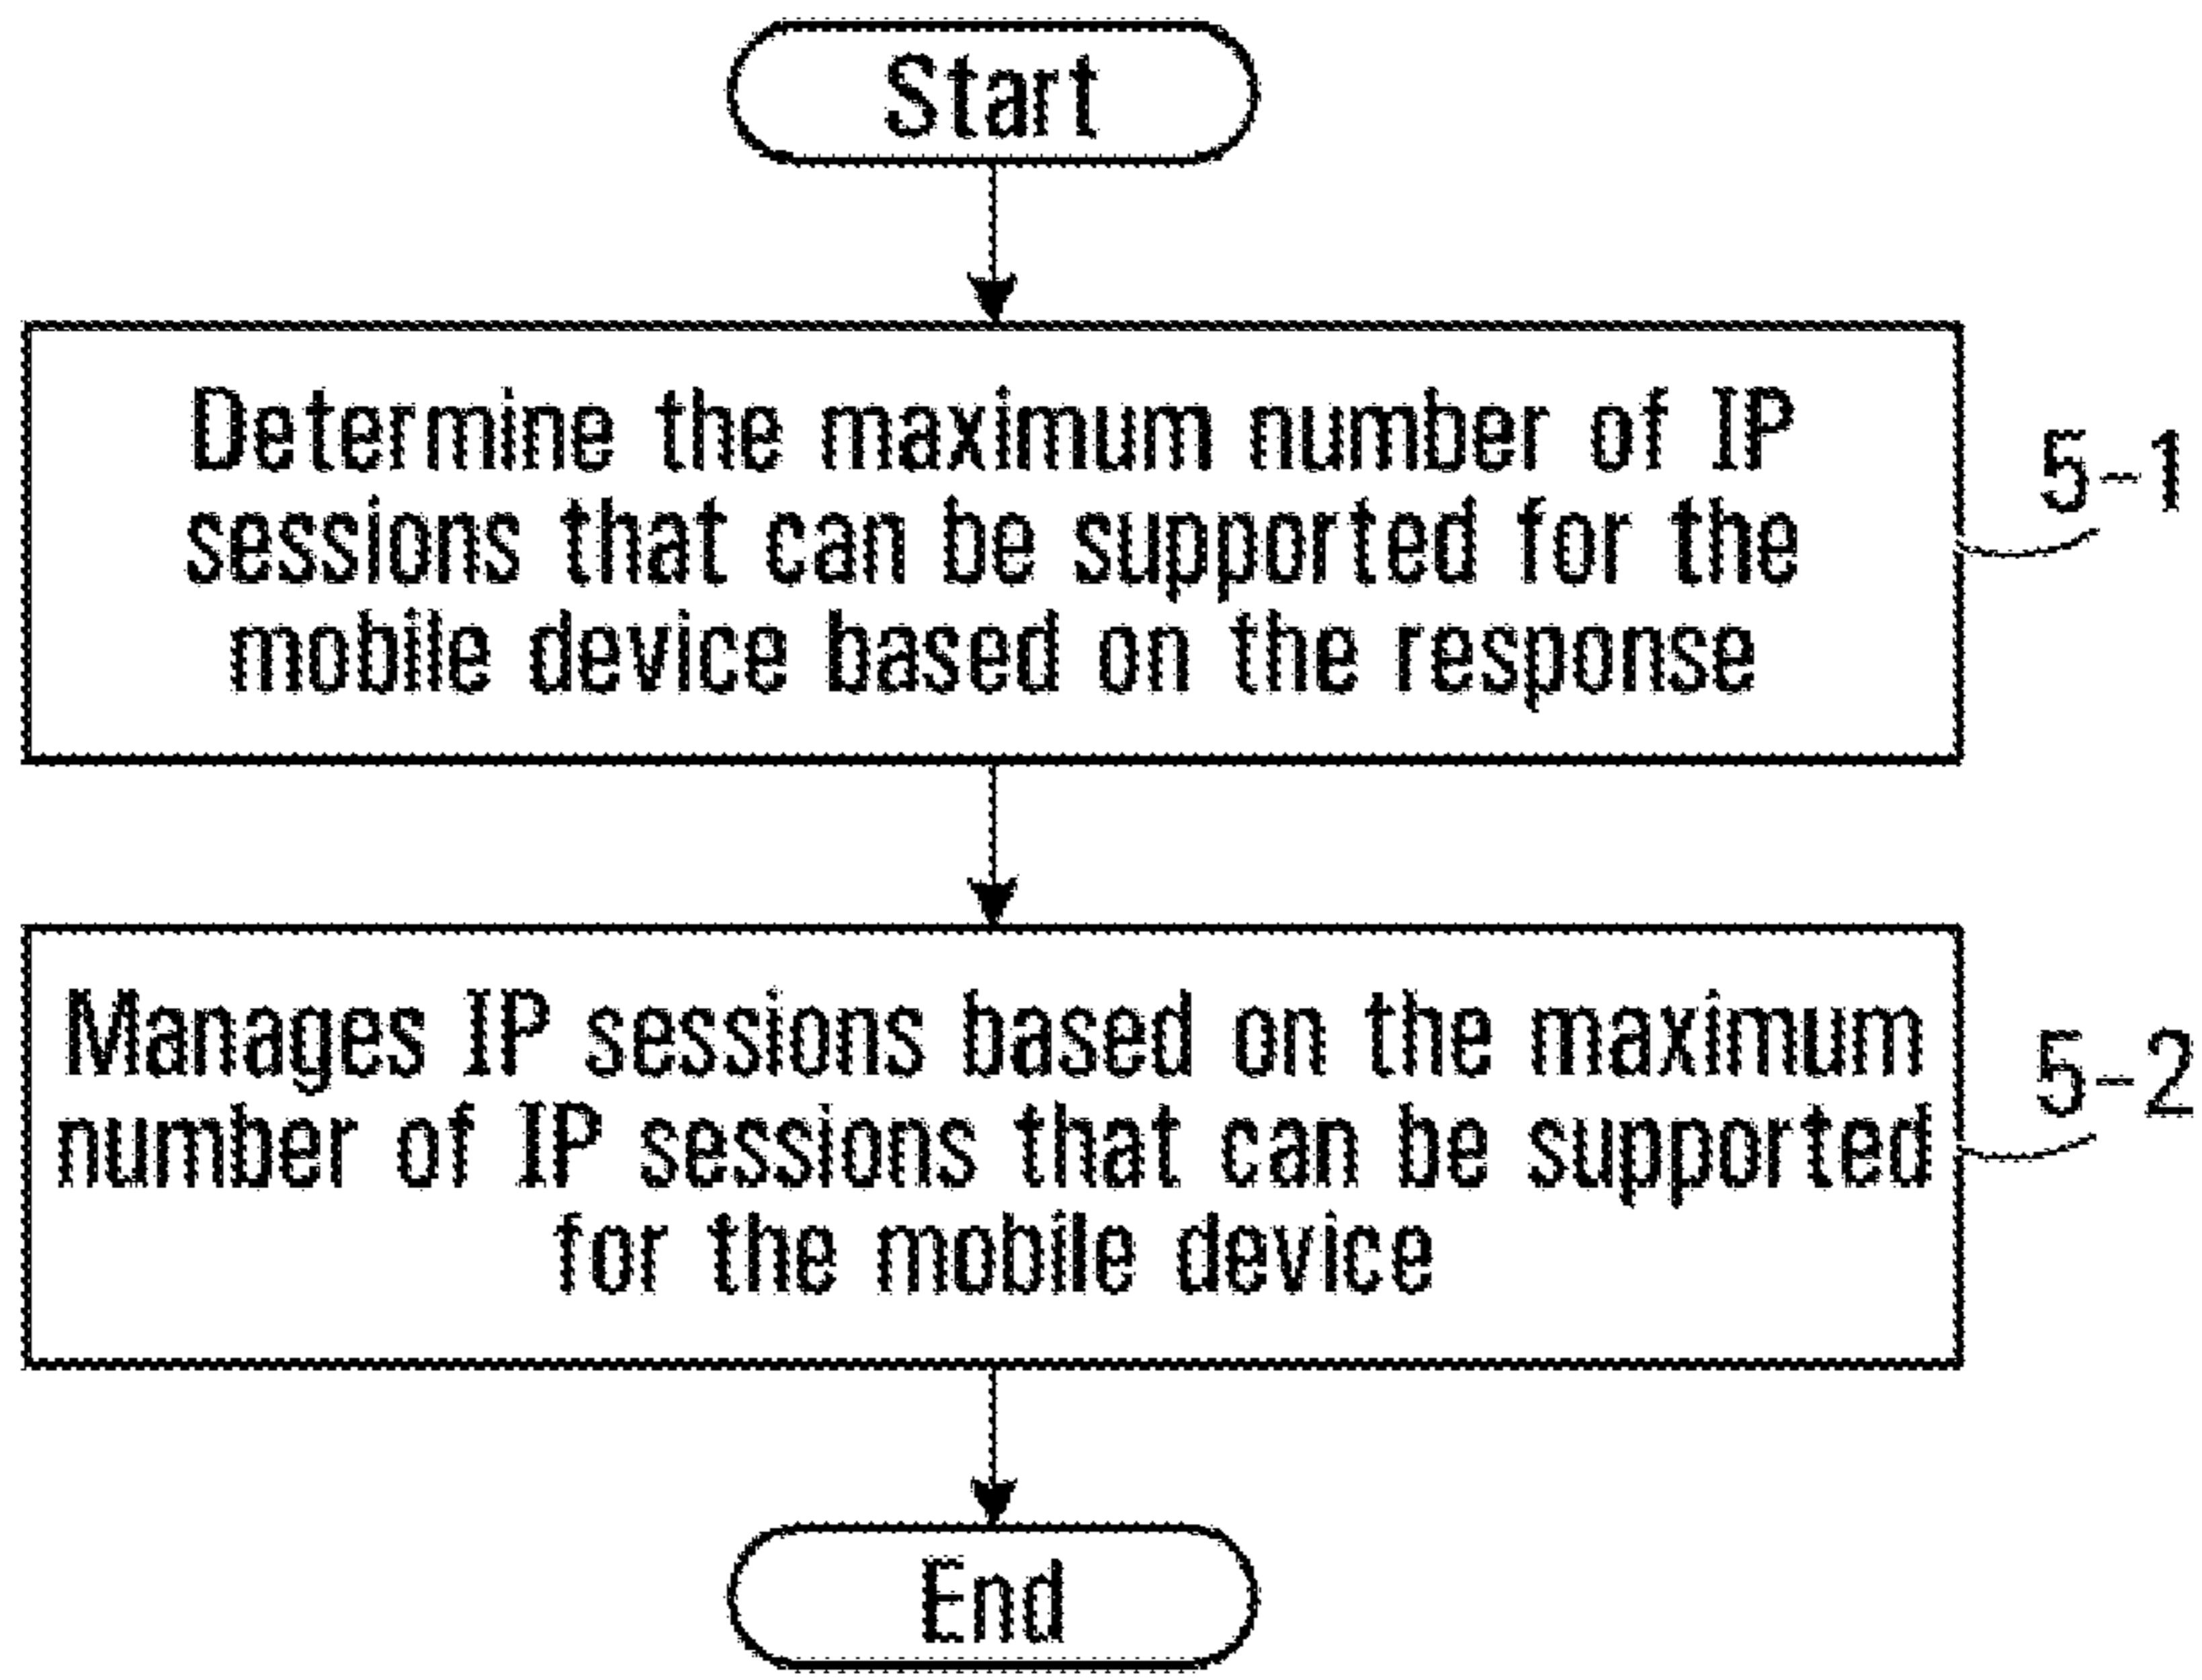 Start
Determine the maximum number of IP
sessions that can be supported for the
mobile device based on the response
5-1
Manages IP sessions based on the maximum
number of IP sessions that can be supported
for the mobile device
5-2
End